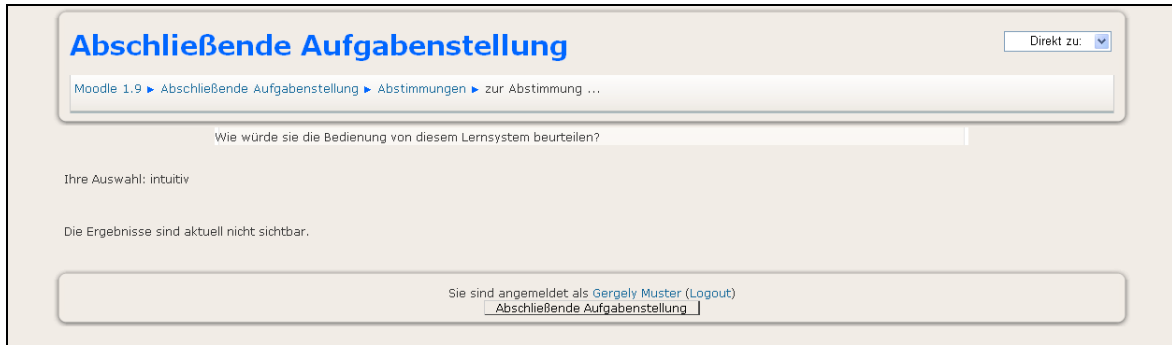 Abschließende Aufgabenstellung
Direkt zu:
Moodle 1.9 ► Abschließende Aufgabenstellung ► Abstimmungen ► zur Abstimmung ...
Wie würde sie die Bedienung von diesem Lernsystem beurteilen?
Ihre Auswahl: intuitiv
Die Ergebnisse sind aktuell nicht sichtbar.
Sie sind angemeldet als Gergely Muster (Logout)
Abschließende Aufgabenstellung